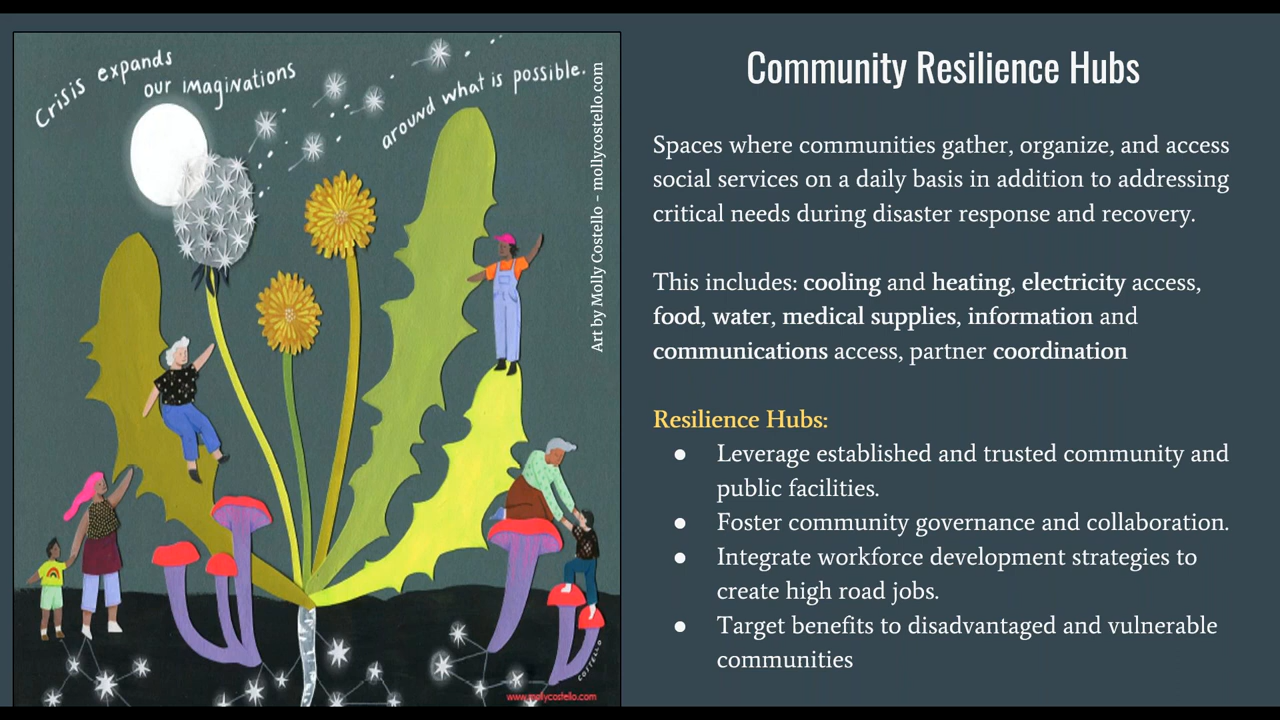 Crisis expands
our imaginations
around what is possible.
Art by Molly Costello – mollycostello.com
COSTELLO
www.mollycostello.com
Community Resilience Hubs
Spaces where communities gather, organize, and access
social services on a daily basis in addition to addressing
critical needs during disaster response and recovery.
This includes: cooling and heating, electricity access,
food, water, medical supplies, information and
communications access, partner coordination
Resilience Hubs:
● Leverage established and trusted community and
public facilities.
● Foster community governance and collaboration.
● Integrate workforce development strategies to
create high road jobs.
● Target benefits to disadvantaged and vulnerable
communities